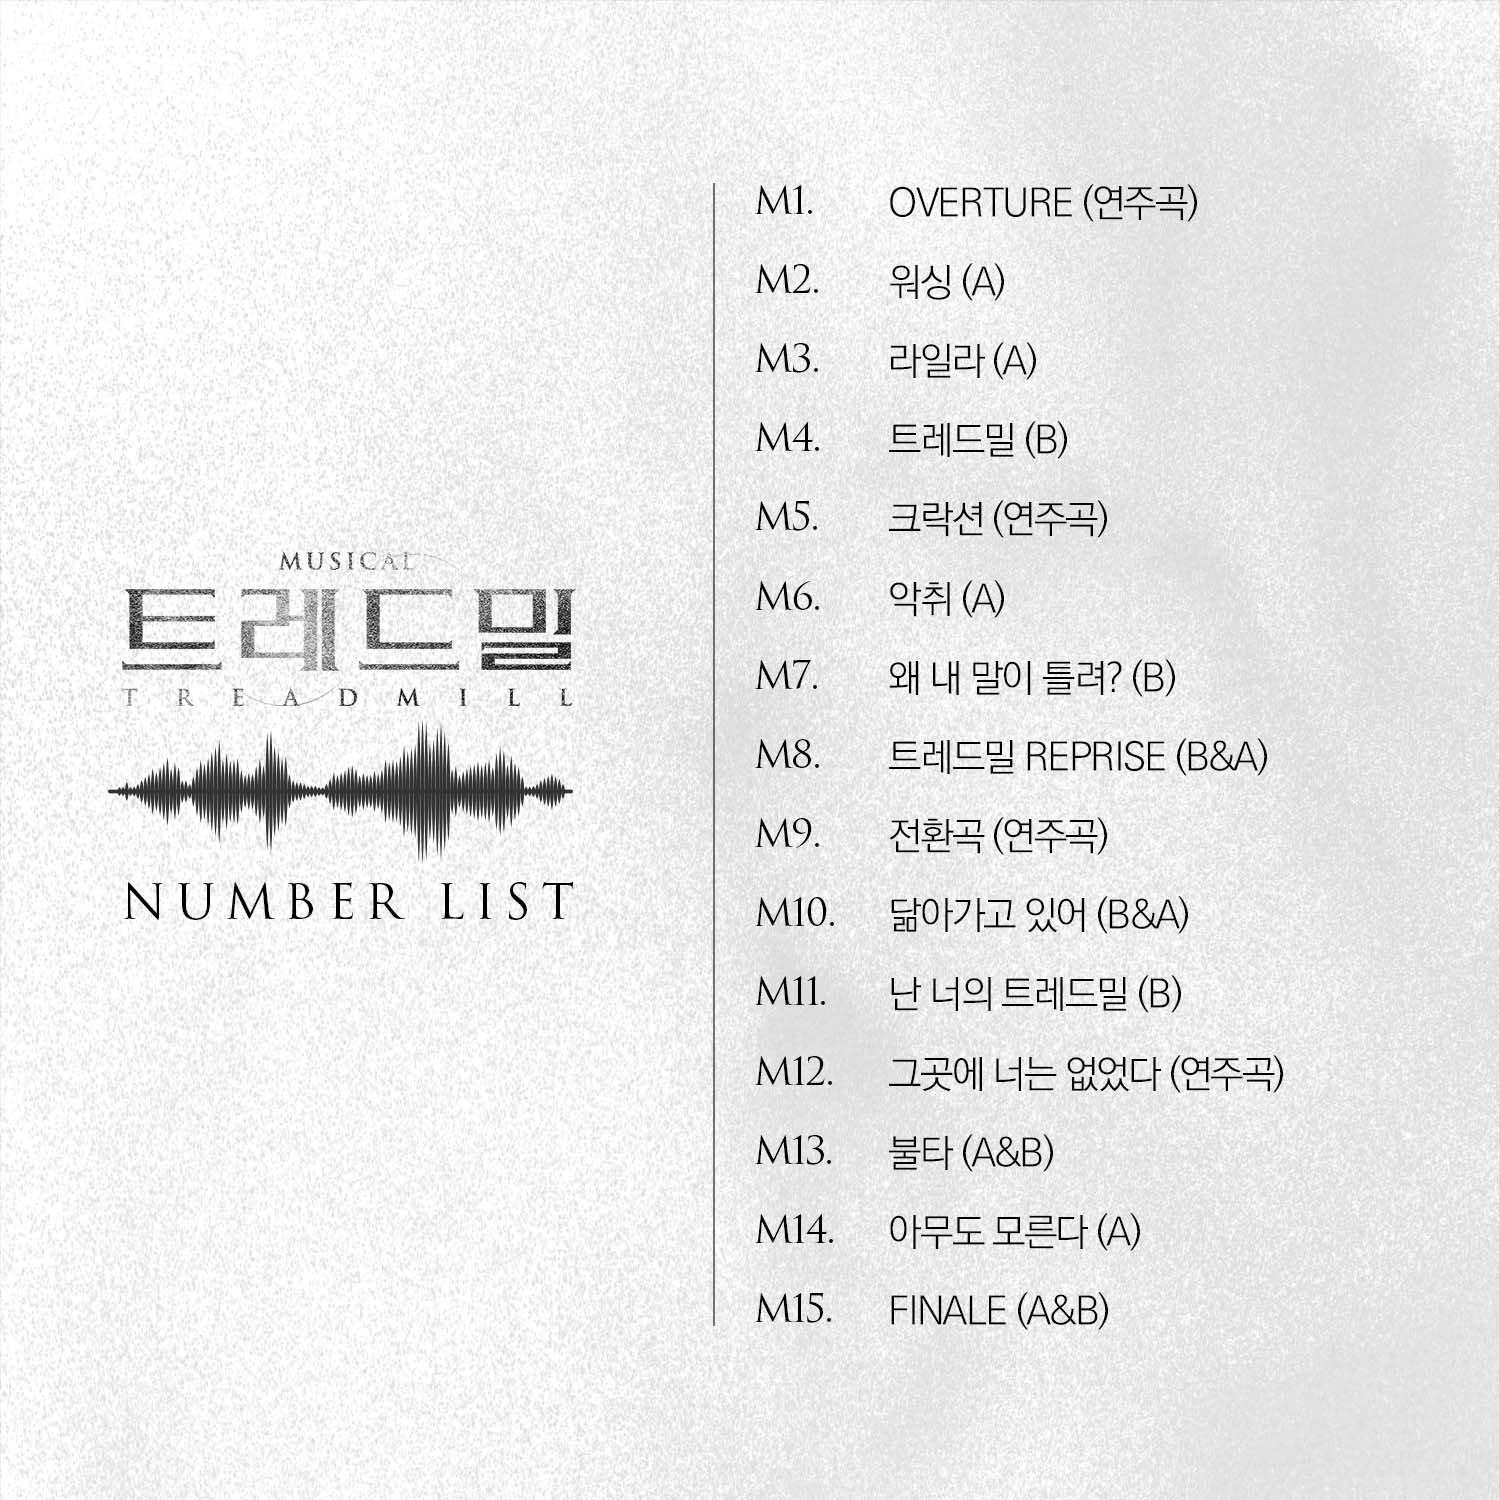 MUSICAL
트레드밀
TREADMILL
NUMBER LIST
M1. OVERTURE (연주곡)
M2. 워싱 (A)
M3. 라일라 (A)
M4. 트레드밀 (B)
M5. 크락션 (연주곡)
M6. 악취 (A)
M7. 왜 내 말이 틀려? (B)
M8. 트레드밀 REPRISE (B&A)
M9. 전환곡 (연주곡)
M10. 닮아가고 있어 (B&A)
M11. 난 너의 트레드밀 (B)
M12. 그곳에 너는 없었다 (연주곡)
M13. 불타 (A&B)
M14. 아무도 모른다 (A)
M15. FINALE (A&B)